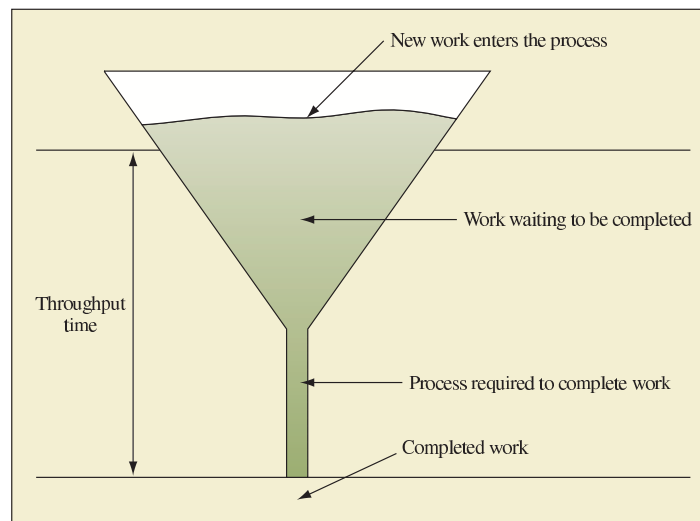 New work enters the process
Work waiting to be completed
Throughput
time
Process required to complete work
Completed work